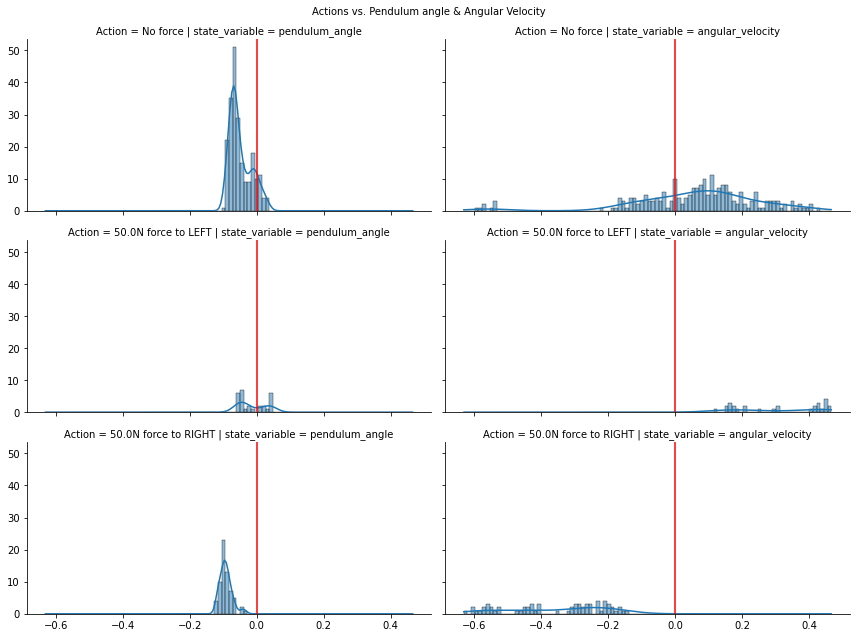 Actions vs. Pendulum angle & Angular Velocity
Action = No force | state_variable = pendulum_angle
Action = No force | state_variable = angular_velocity
50
40
30
20
10
0
Action = 50.0N force to LEFT | state_variable = pendulum_angle
Action = 50.0N force to LEFT | state_variable = angular_velocity
50
40
30
20
10
0
Action = 50.0N force to RIGHT | state_variable = pendulum_angle
Action = 50.0N force to RIGHT | state_variable = angular_velocity
50
40
30
20
10
0
−0.6 −0.4 −0.2 0.0 0.2 0.4
−0.6 −0.4 −0.2 0.0 0.2 0.4